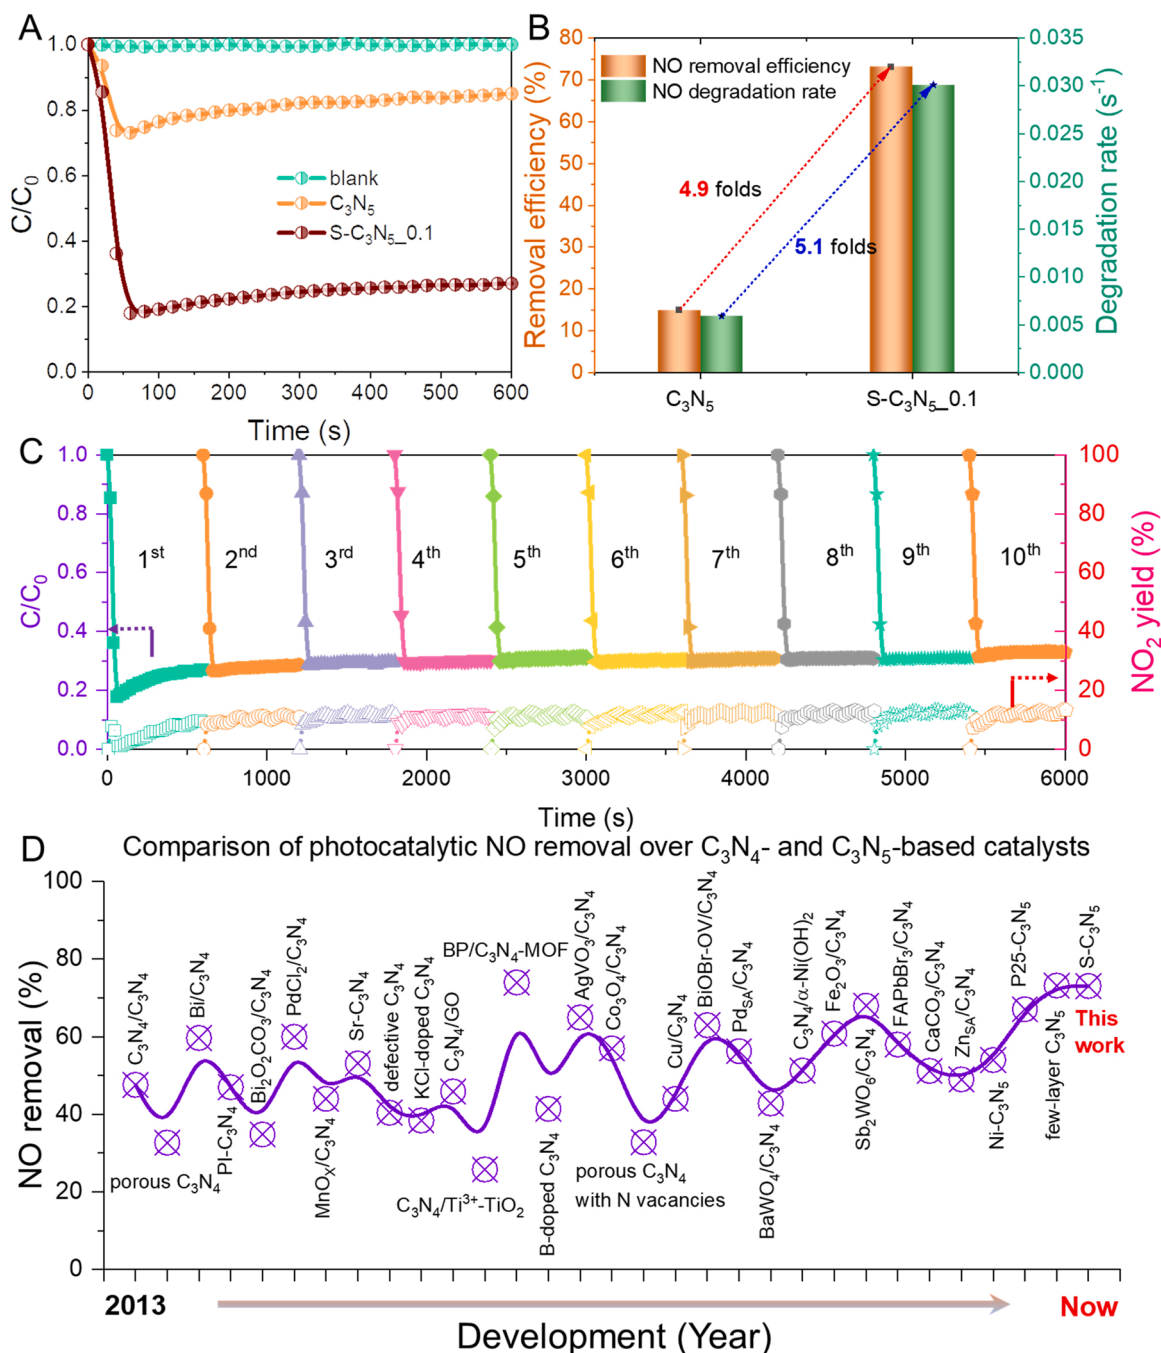 A
1.0
0.8
0.6
0.4
0.2
0.0
C/C₀
blank
C₃N₅
S-C₃N₅_0.1
0 100 200 300 400 500 600
Time (s)
B
80
70
60
50
40
30
20
10
0
Removal efficiency (%)
NO removal efficiency
NO degradation rate
4.9 folds
5.1 folds
0.035
0.030
0.025
0.020
0.015
0.010
0.005
0.000
Degradation rate (s⁻¹)
C₃N₅ S-C₃N₅_0.1
C
1.0
0.8
0.6
0.4
0.2
0.0
C/C₀
1st 2nd 3rd 4th 5th 6th 7th 8th 9th 10th
100
80
60
40
20
0
NO₂ yield (%)
0 1000 2000 3000 4000 5000 6000
Time (s)
D
Comparison of photocatalytic NO removal over C₃N₄- and C₃N₅-based catalysts
100
80
60
40
20
0
NO removal (%)
C₃N₄/C₃N₄
porous C₃N₄
Bi/C₃N₄
PI-C₃N₄
Bi₂O₂CO₃/C₃N₄
PdCl₂/C₃N₄
MnOₓ/C₃N₄
Sr-C₃N₄
defective C₃N₄
KCl-doped C₃N₄
C₃N₄/GO
C₃N₄/Ti³⁺-TiO₂
BP/C₃N₄-MOF
B-doped C₃N₄
AgVO₃/C₃N₄
Co₃O₄/C₃N₄
porous C₃N₄
with N vacancies
Cu/C₃N₄
BiOBr-OV/C₃N₄
Pd_SA/C₃N₄
BaWO₄/C₃N₄
C₃N₄/α-Ni(OH)₂
Fe₂O₃/C₃N₄
Sb₂WO₆/C₃N₄
FAPbBr₃/C₃N₄
CaCO₃/C₃N₄
Zn_SA/C₃N₄
Ni-C₃N₅
P25-C₃N₅
few-layer C₃N₅
S-C₃N₅
This
work
2013
Now
Development (Year)